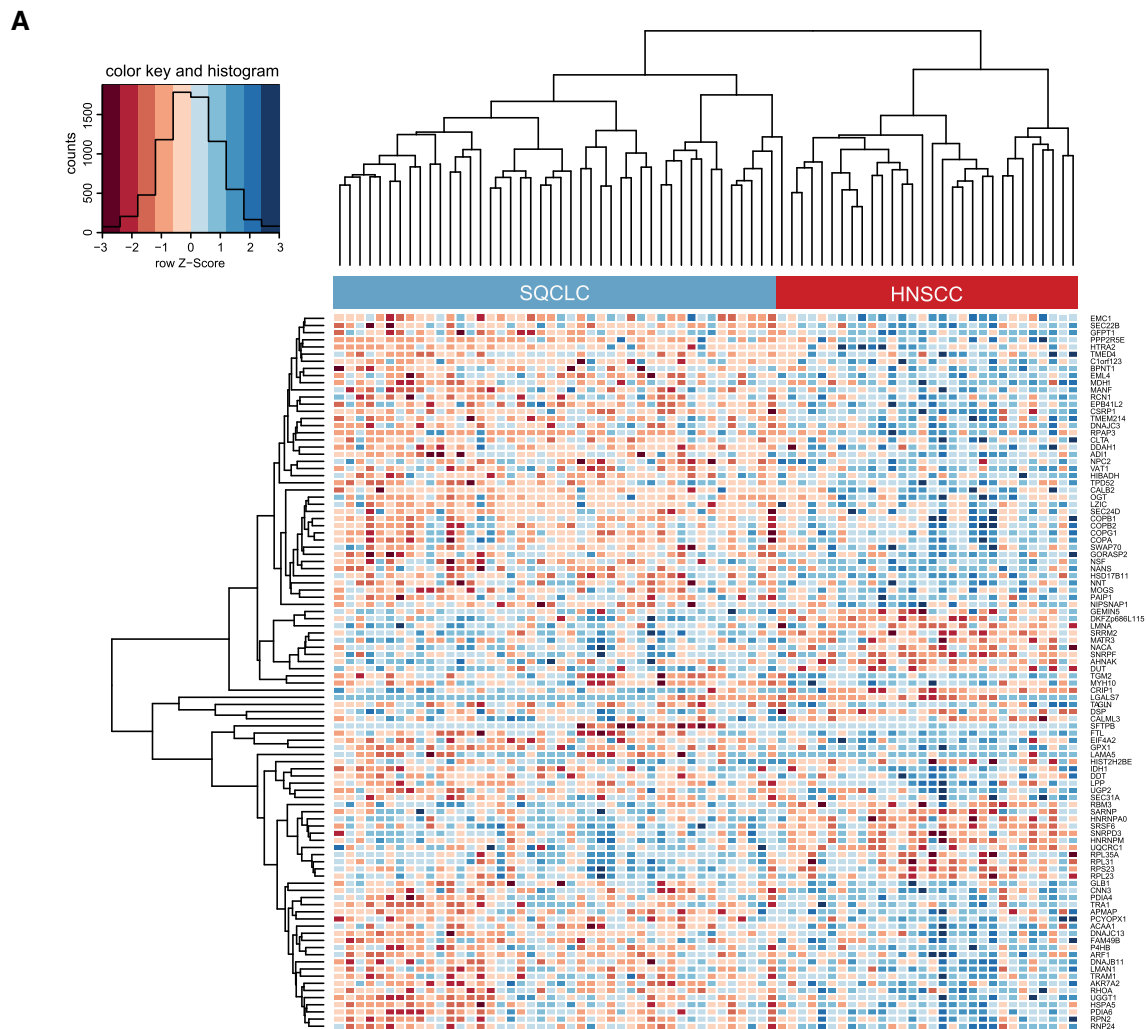 A
color key and histogram
counts
0
500
1000
1500
−3 −2 −1 0 1 2 3
row Z−Score
SQCLC HNSCC
EMC1
SEC22B
GFPT1
PPP2R5E
HTRA2
TMED4
C1orf123
BPNT1
EML4
MDH1
MANF
RCN1
EPB41L2
CSRP1
TMEM214
DNAJC3
RPAP3
CLTA
DDAH1
ADI1
NPC2
VAT1
HIBADH
TPD52
CALB2
OGT
LZIC
SEC24D
COPB1
COPB2
COPG1
COPA
SWAP70
GORASP2
NSF
NANS
HSD17B11
NNT
MOGS
PAIP1
NIPSNAP1
GEMIN5
DKFZp686L115
LMNA
SRRM2
MATR3
NACA
SNRPF
AHNAK
DUT
TGM2
MYH10
CRIP1
LGALS7
TAGLN
DSP
CALML3
SFTPB
FTL
EIF4A2
GPX1
LAMA5
HIST2H2BE
IDH1
DDT
LPP
UGP2
SEC31A
RBM3
SARNP
HNRNPA0
SRSF6
SNRPD3
HNRNPM
UQCRC1
RPL35A
RPL31
RPS23
RPL23
GLB1
CNN3
PDIA4
TRA1
APMAP
PCYOPX1
ACAA1
DNAJC13
FAM49B
P4HB
ARF1
DNAJB11
LMAN1
TRAM1
AKR7A2
RHOA
UGGT1
HSPA5
PDIA6
RPN2
RNP24